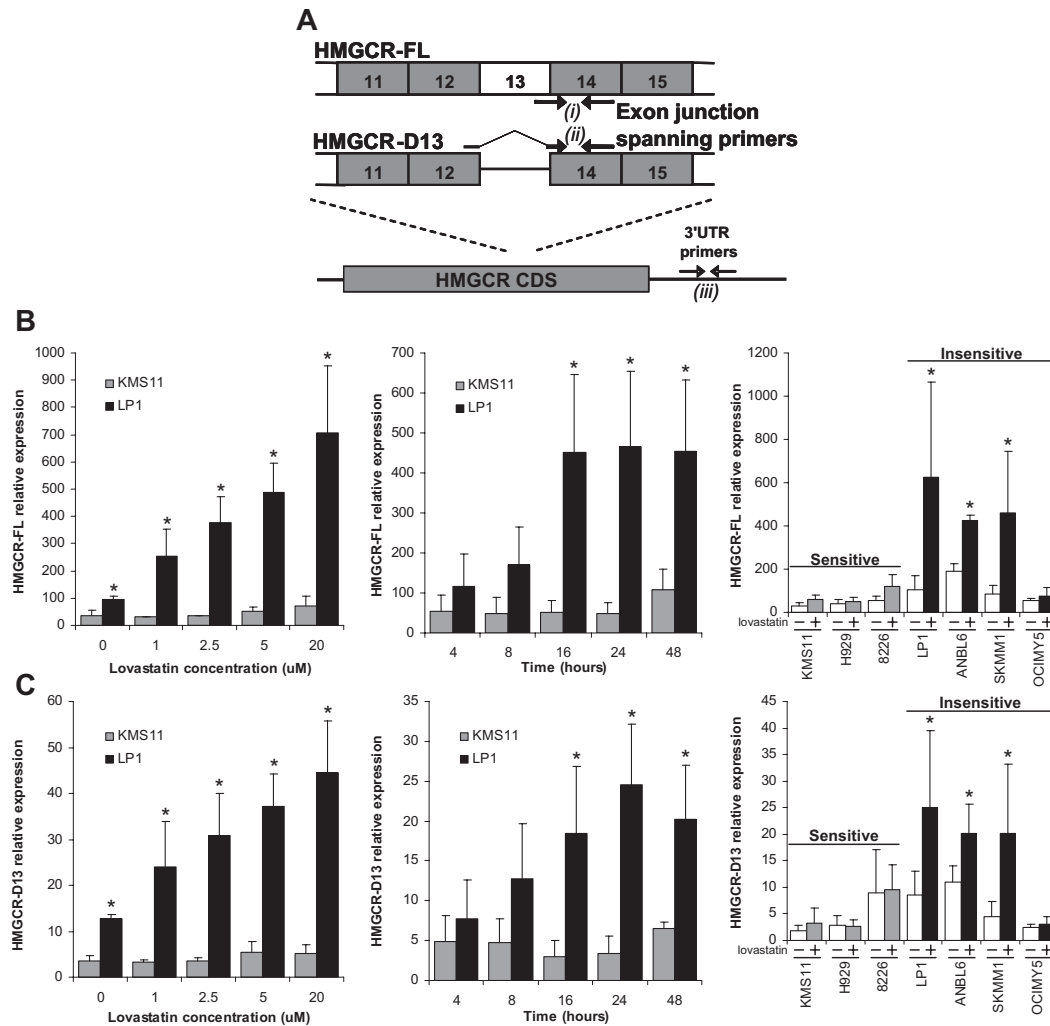 A
HMGCR-FL
11 12 13 14 15
(i)
Exon junction
spanning primers
(ii)
HMGCR-D13
11 12 14 15
3'UTR
primers
HMGCR CDS
(iii)
B
HMGCR-FL relative expression
1000
900
800
700
600
500
400
300
200
100
0
KMS11
LP1
* * * * *
0 1 2.5 5 20
Lovastatin concentration (uM)
HMGCR-FL relative expression
700
600
500
400
300
200
100
0
KMS11
LP1
* * *
4 8 16 24 48
Time (hours)
HMGCR-FL relative expression
1200
1000
800
600
400
200
0
Insensitive
Sensitive
* * *
lovastatin − + − + − + − + − + − + − +
KMS11 H929 8226 LP1 ANBL6 SKMM1 OCIMY5
C
HMGCR-D13 relative expression
60
50
40
30
20
10
0
KMS11
LP1
* * * * *
0 1 2.5 5 20
Lovastatin concentration (uM)
HMGCR-D13 relative expression
35
30
25
20
15
10
5
0
KMS11
LP1
* * *
4 8 16 24 48
Time (hours)
HMGCR-D13 relative expression
45
40
35
30
25
20
15
10
5
0
Insensitive
Sensitive
* * *
lovastatin − + − + − + − + − + − + − +
KMS11 H929 8226 LP1 ANBL6 SKMM1 OCIMY5